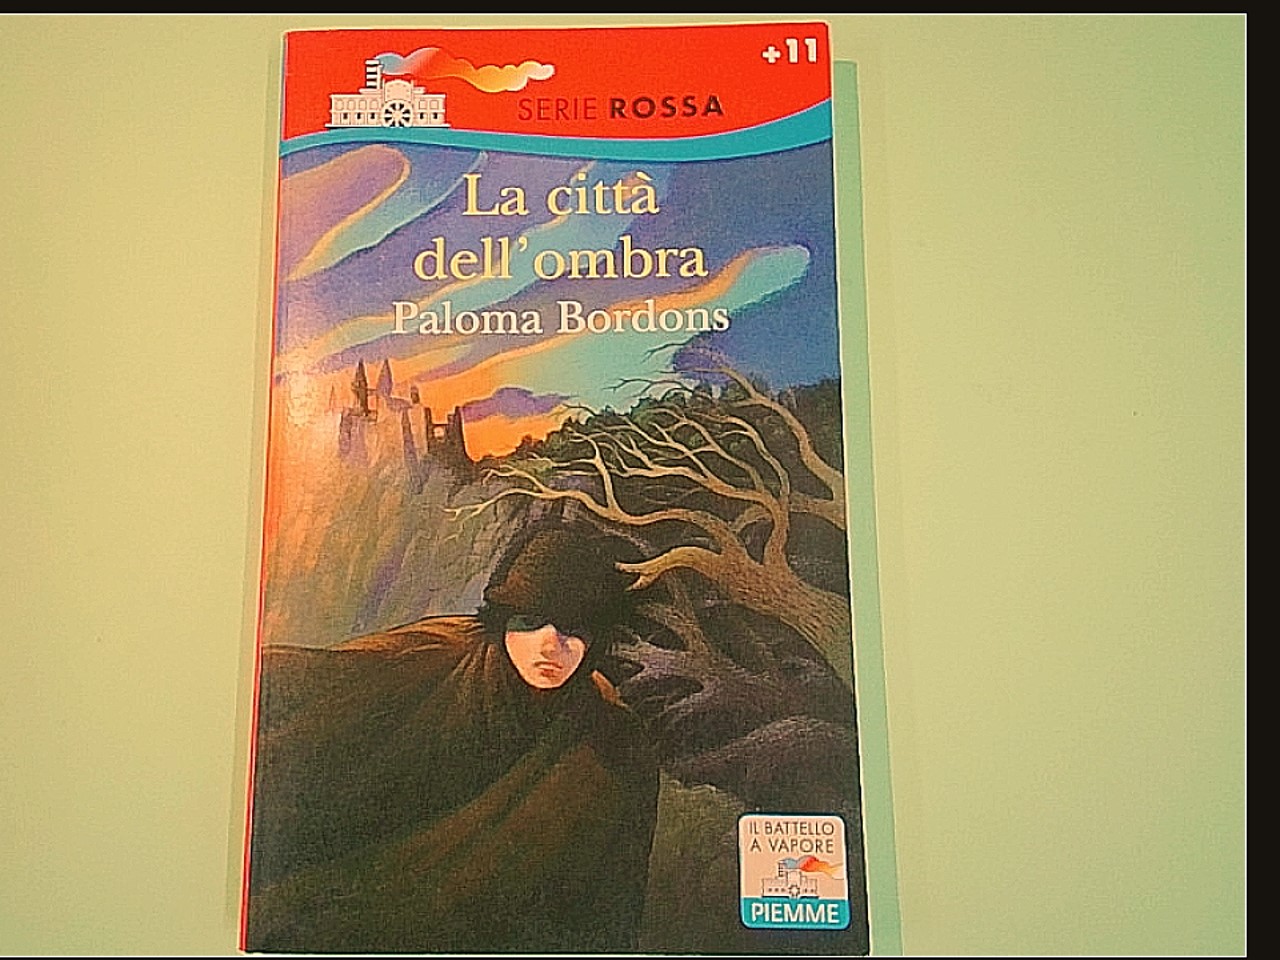 +11
SERIE ROSSA
La città
dell'ombra
Paloma Bordons
IL BATTELLO
A VAPORE
PIEMME